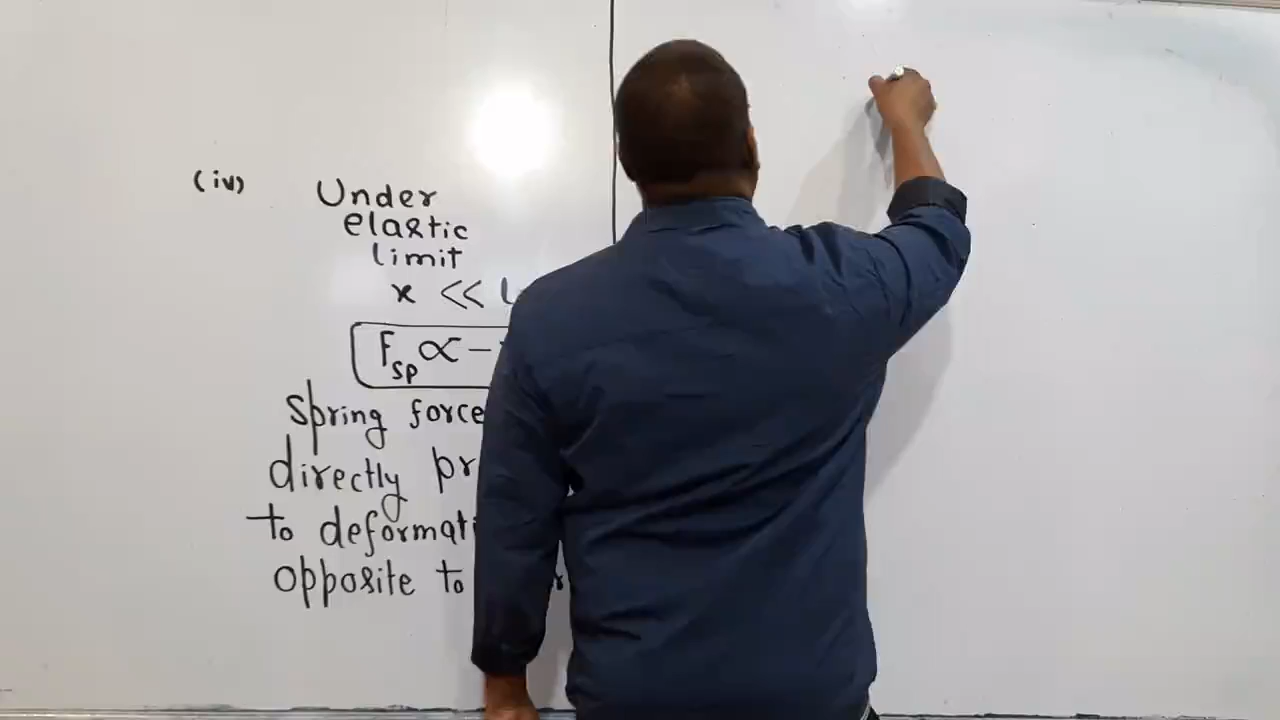 (iv) Under
elastic
limit
x << L
Fsp ∝ -
Spring force
directly pr
to deformati
opposite to